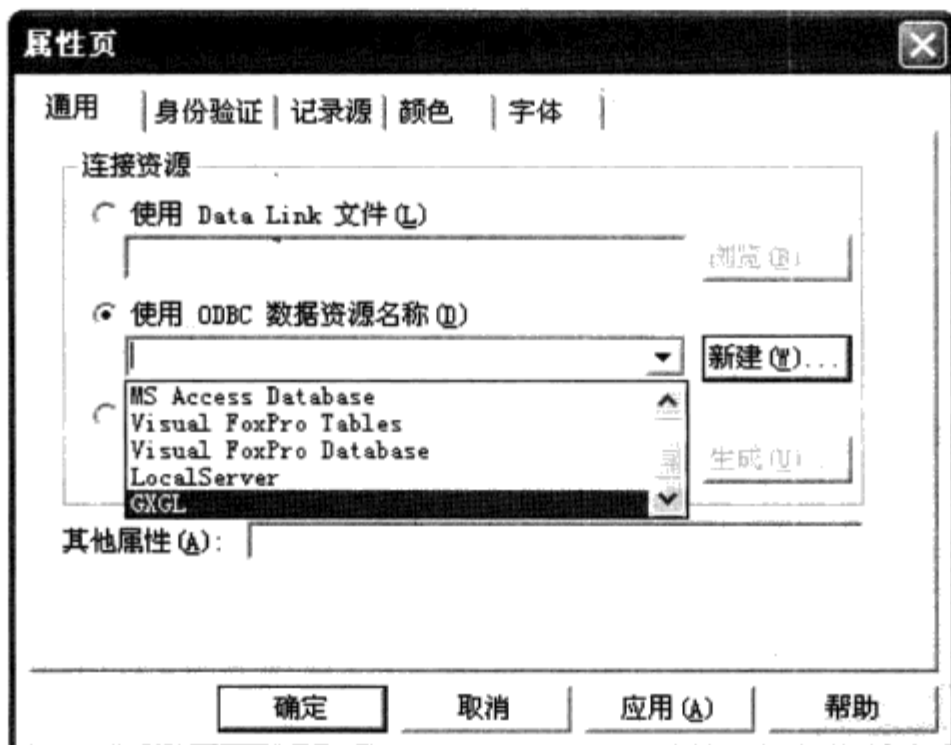 属性页
通用 身份验证 记录源 颜色 字体
连接资源
使用 Data Link 文件(L)
浏览(B)
使用 ODBC 数据资源名称(D)
新建(W)...
MS Access Database
Visual FoxPro Tables
Visual FoxPro Database
LocalServer
GXGL
生成(U)...
其他属性(A):
确定 取消 应用(A) 帮助